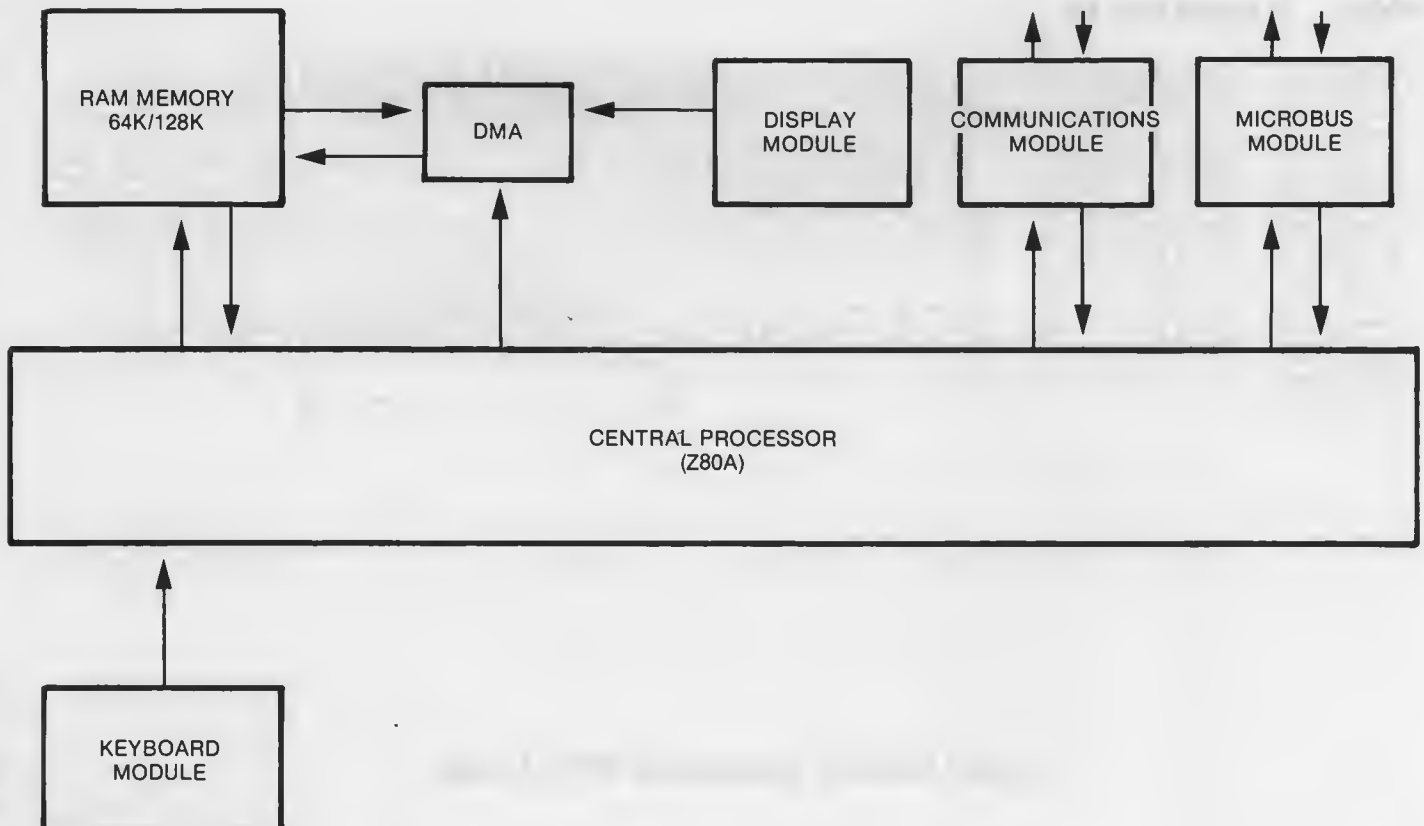 RAM MEMORY
64K/128K
DMA
DISPLAY
MODULE
COMMUNICATIONS
MODULE
MICROBUS
MODULE
CENTRAL PROCESSOR
(Z80A)
KEYBOARD
MODULE